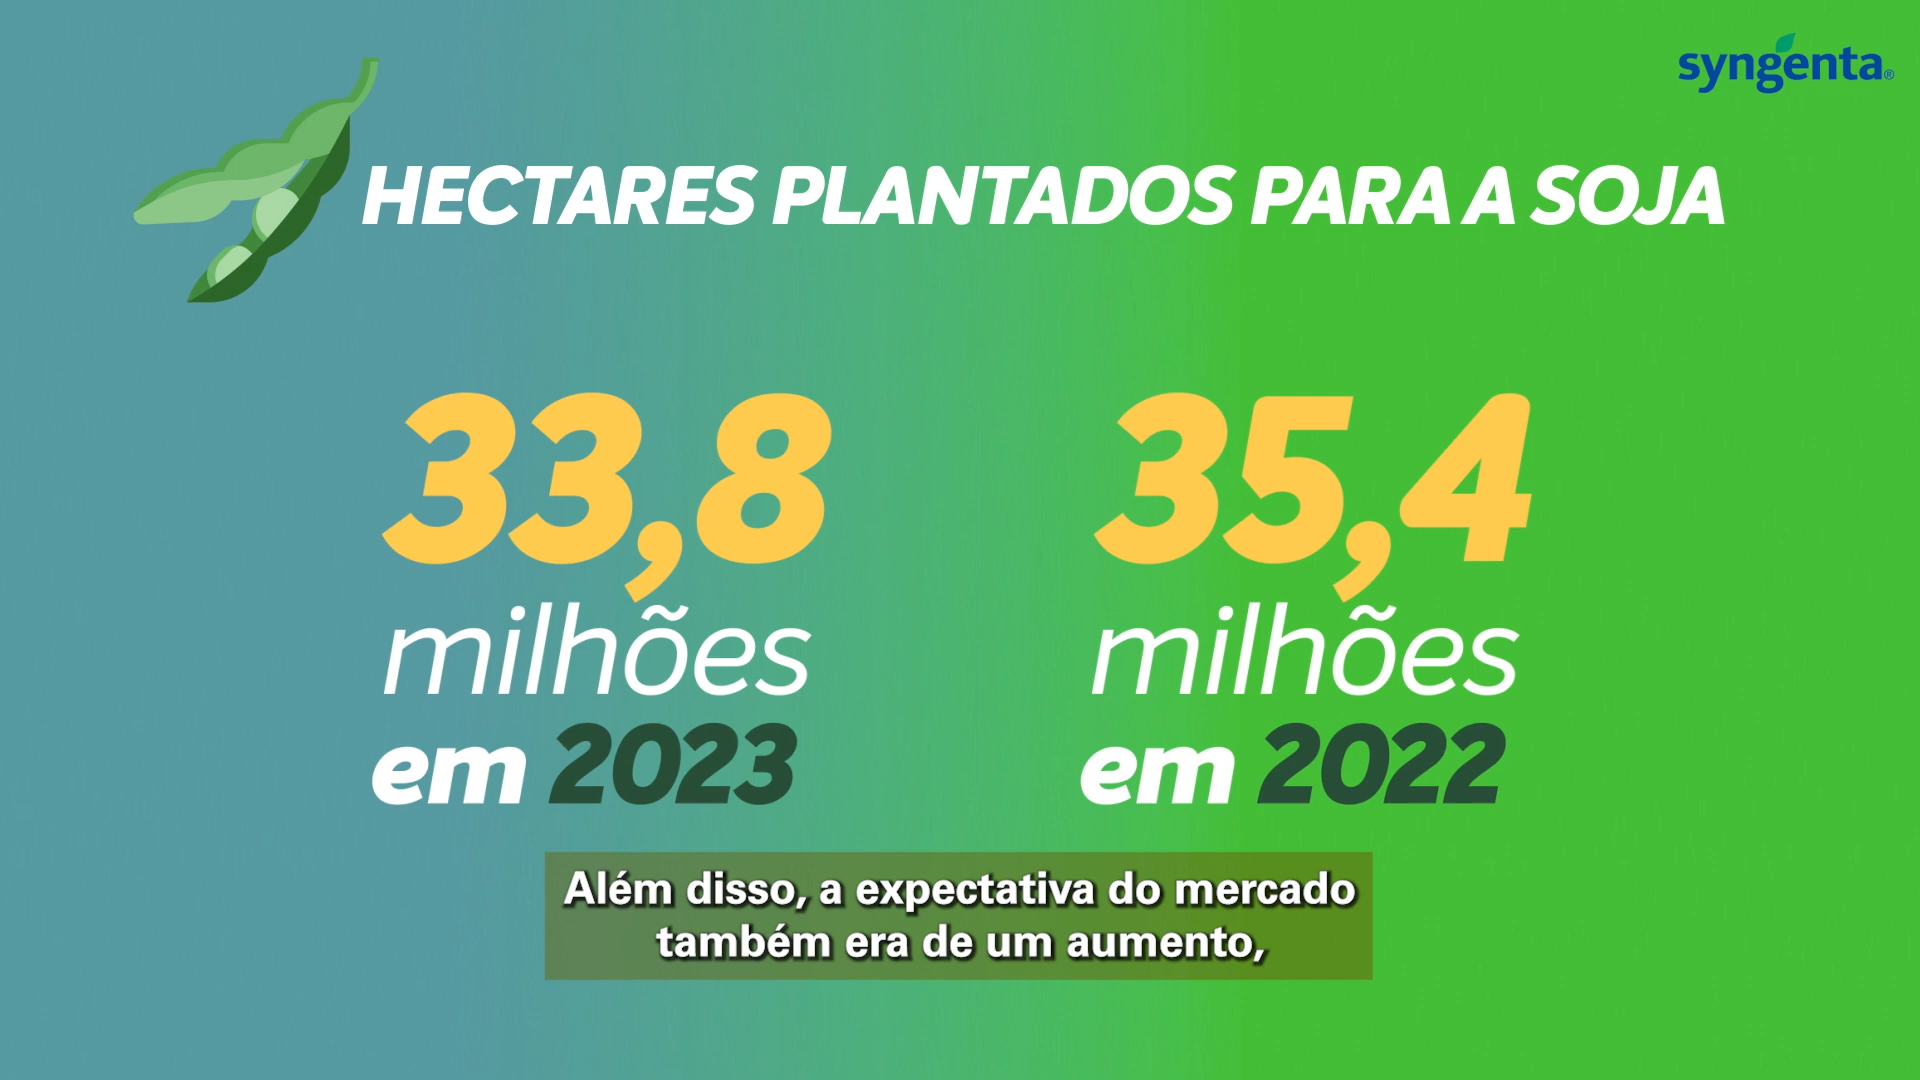 syngenta®
HECTARES PLANTADOS PARA A SOJA
33,8
milhões
em 2023
35,4
milhões
em 2022
Além disso, a expectativa do mercado
também era de um aumento,